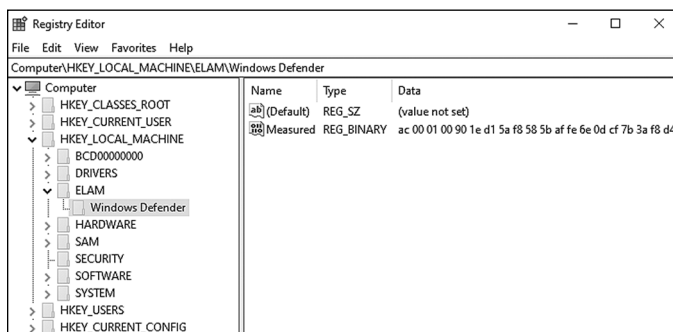 Registry Editor
File Edit View Favorites Help
Computer\HKEY_LOCAL_MACHINE\ELAM\Windows Defender
Computer
HKEY_CLASSES_ROOT
HKEY_CURRENT_USER
HKEY_LOCAL_MACHINE
BCD00000000
DRIVERS
ELAM
Windows Defender
HARDWARE
SAM
SECURITY
SOFTWARE
SYSTEM
HKEY_USERS
HKEY_CURRENT_CONFIG
Name Type Data
(Default) REG_SZ (value not set)
Measured REG_BINARY ac 00 01 00 90 1e d1 5a f8 58 5b af fe 6e 0d cf 7b 3a f8 d4